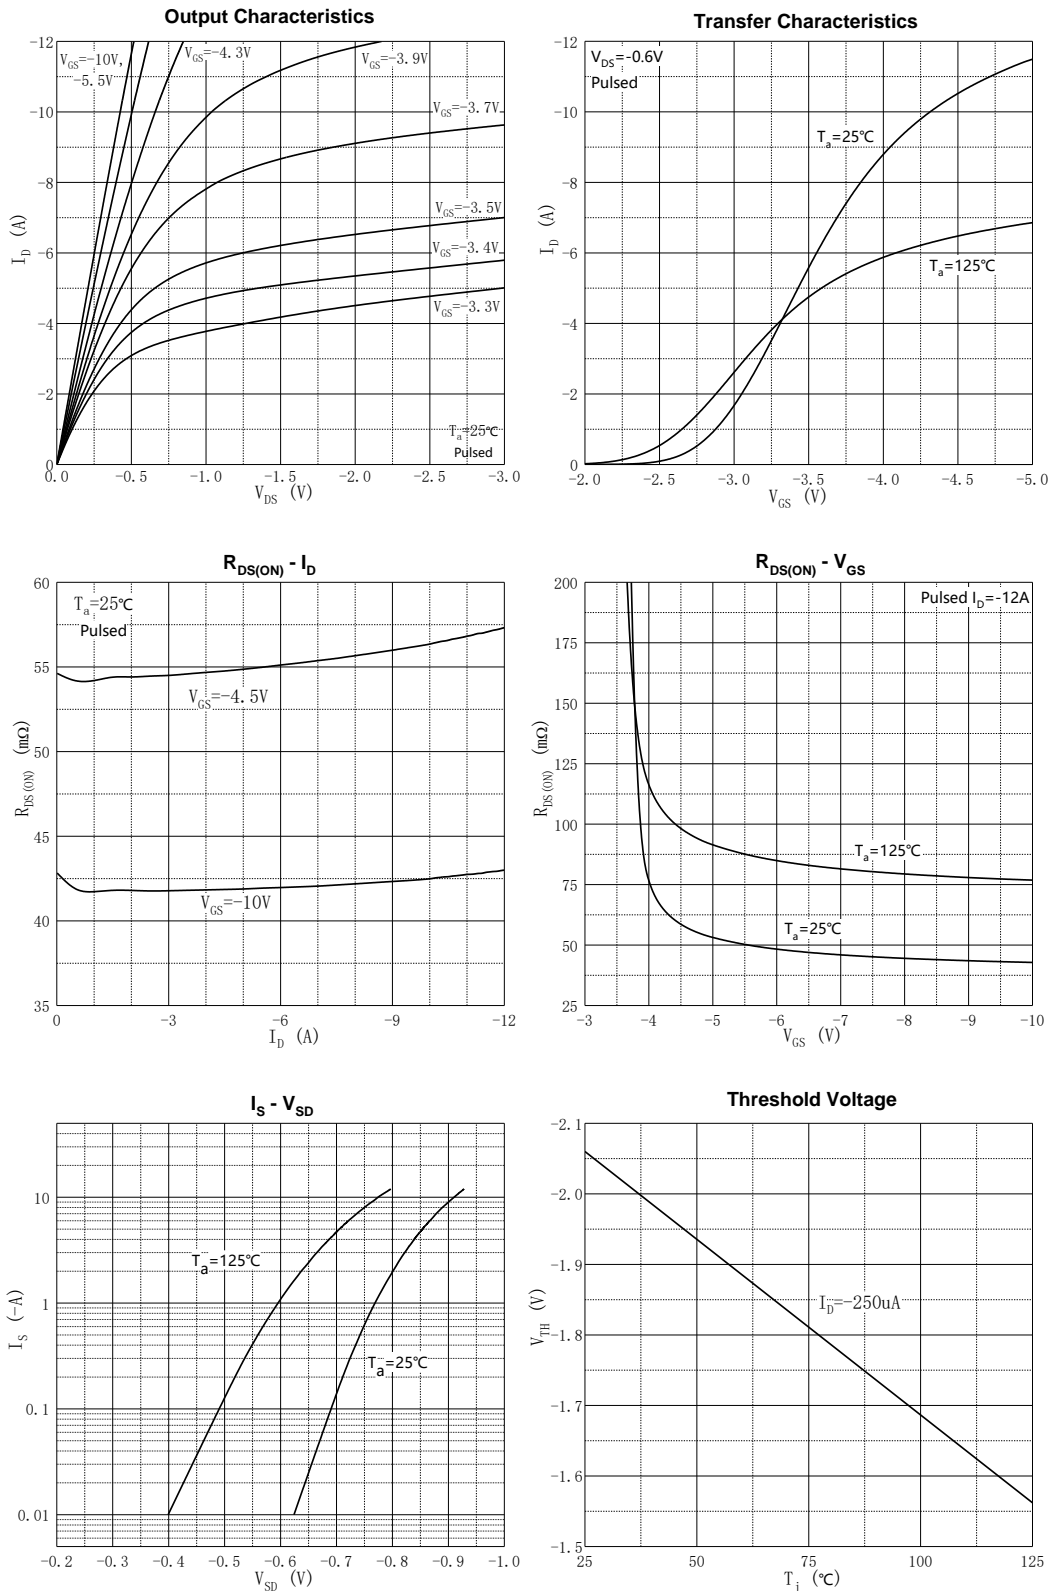 Output Characteristics
-12
-10
-8
-6
-4
-2
0
I_D (A)
V_GS=-10V,
-5.5V
V_GS=-4.3V
V_GS=-3.9V
V_GS=-3.7V
V_GS=-3.5V
V_GS=-3.4V
V_GS=-3.3V
T_a=25℃
Pulsed
0.0 -0.5 -1.0 -1.5 -2.0 -2.5 -3.0
V_DS (V)
Transfer Characteristics
-12
-10
-8
-6
-4
-2
0
I_D (A)
V_DS=-0.6V
Pulsed
T_a=25℃
T_a=125℃
-2.0 -2.5 -3.0 -3.5 -4.0 -4.5 -5.0
V_GS (V)
R_DS(ON) - I_D
60
55
50
45
40
35
R_DS(ON) (mΩ)
T_a=25℃
Pulsed
V_GS=-4.5V
V_GS=-10V
0 -3 -6 -9 -12
I_D (A)
R_DS(ON) - V_GS
200
175
150
125
100
75
50
25
R_DS(ON) (mΩ)
Pulsed I_D=-12A
T_a=125℃
T_a=25℃
-3 -4 -5 -6 -7 -8 -9 -10
V_GS (V)
I_S - V_SD
10
1
0.1
0.01
I_S (-A)
T_a=125℃
T_a=25℃
-0.2 -0.3 -0.4 -0.5 -0.6 -0.7 -0.8 -0.9 -1.0
V_SD (V)
Threshold Voltage
-2.1
-2.0
-1.9
-1.8
-1.7
-1.6
-1.5
V_TH (V)
I_D=-250uA
25 50 75 100 125
T_j (℃)